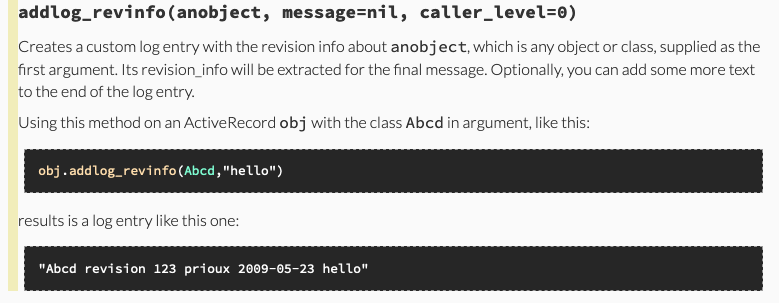 addlog_revinfo(anobject, message=nil, caller_level=0)
Creates a custom log entry with the revision info about anobject, which is any object or class, supplied as the
first argument. Its revision_info will be extracted for the final message. Optionally, you can add some more text
to the end of the log entry.
Using this method on an ActiveRecord obj with the class Abcd in argument, like this:
obj.addlog_revinfo(Abcd,"hello")
results is a log entry like this one:
"Abcd revision 123 prioux 2009-05-23 hello"